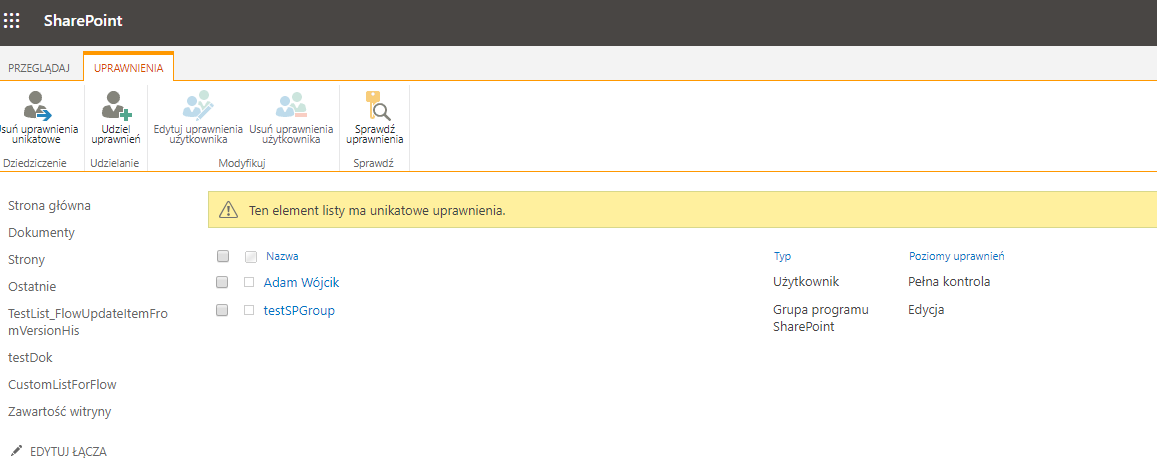 SharePoint
PRZEGLĄDAJ
UPRAWNIENIA
Usuń uprawnienia
unikatowe
Udziel
uprawnień
Edytuj uprawnienia
użytkownika
Usuń uprawnienia
użytkownika
Sprawdź
uprawnienia
Dziedziczenie
Udzielanie
Modyfikuj
Sprawdź
Strona główna
Dokumenty
Strony
Ostatnie
TestList_FlowUpdateItemFro
mVersionHis
testDok
CustomListForFlow
Zawartość witryny
EDYTUJ ŁĄCZA
Ten element listy ma unikatowe uprawnienia.
Nazwa
Typ
Poziomy uprawnień
Adam Wójcik
Użytkownik
Pełna kontrola
testSPGroup
Grupa programu
SharePoint
Edycja